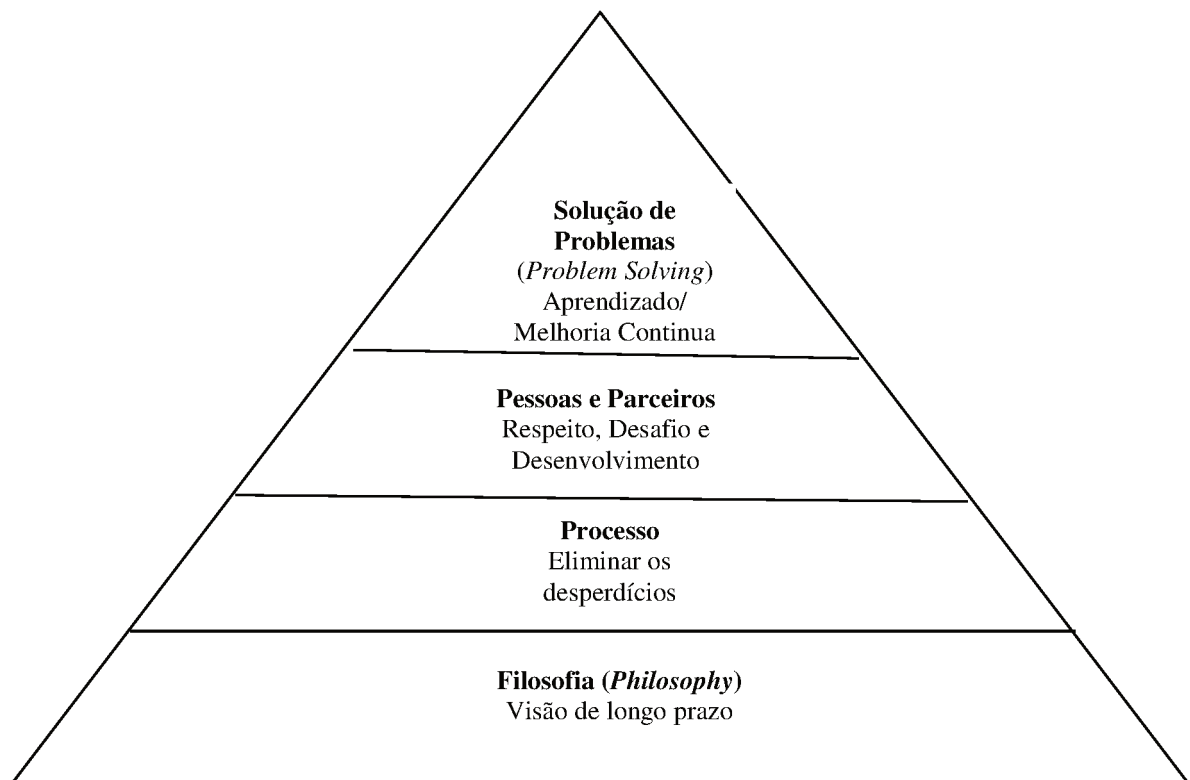 Solução de
Problemas
(Problem Solving)
Aprendizado/
Melhoria Continua
Pessoas e Parceiros
Respeito, Desafio e
Desenvolvimento
Processo
Eliminar os
desperdícios
Filosofia (Philosophy)
Visão de longo prazo